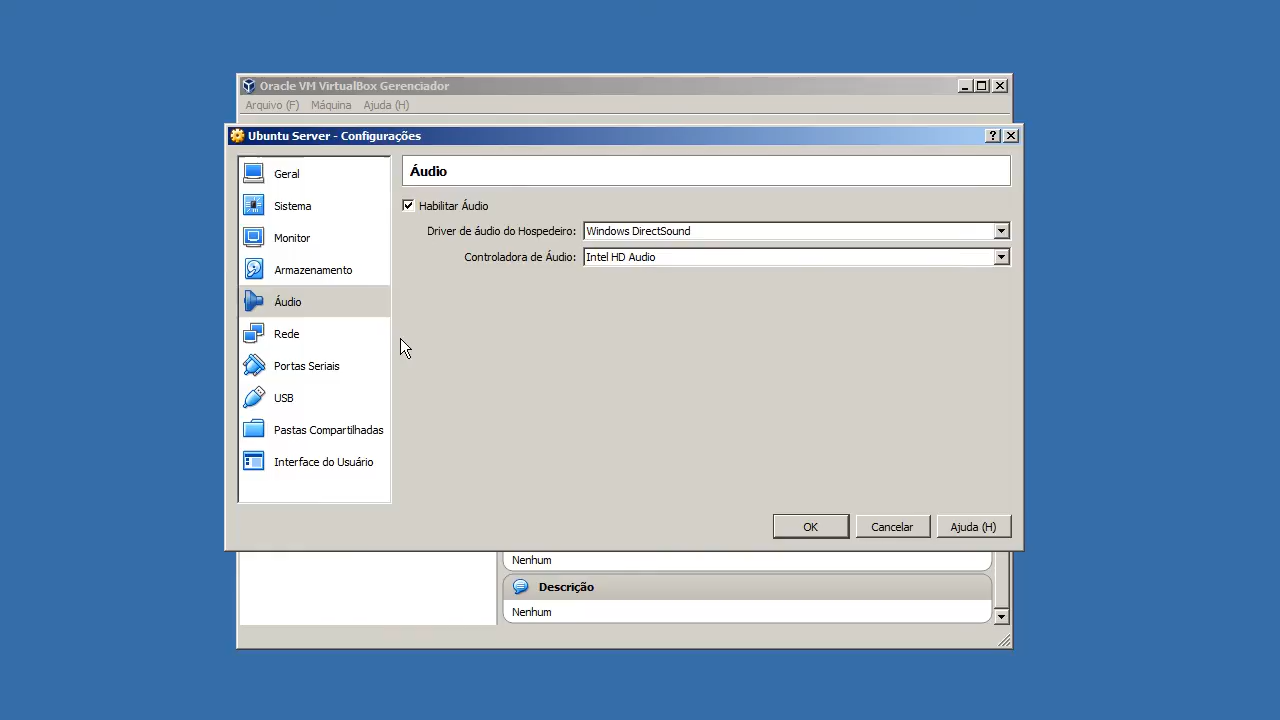 Oracle VM VirtualBox Gerenciador
Arquivo (F) Máquina Ajuda (H)
Ubuntu Server - Configurações
Geral
Sistema
Monitor
Armazenamento
Áudio
Rede
Portas Seriais
USB
Pastas Compartilhadas
Interface do Usuário
Áudio
Habilitar Áudio
Driver de áudio do Hospedeiro: Windows DirectSound
Controladora de Áudio: Intel HD Audio
OK Cancelar Ajuda (H)
Nenhum
Descrição
Nenhum